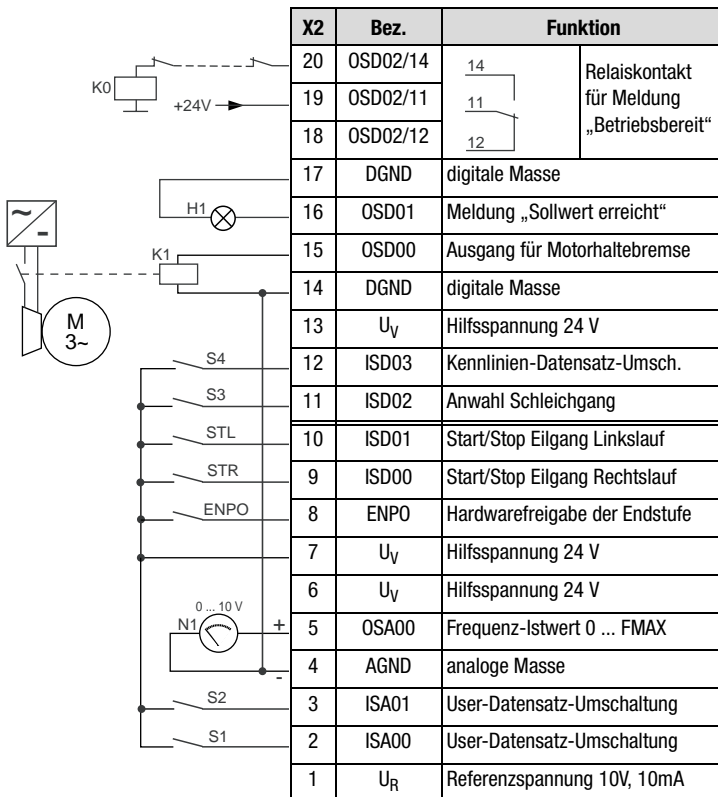 X2 Bez. Funktion
20 OSD02/14 14 Relaiskontakt
K0 +24V 19 OSD02/11 11 für Meldung
18 OSD02/12 12 „Betriebsbereit“
17 DGND digitale Masse
H1 16 OSD01 Meldung „Sollwert erreicht“
~ -
K1 15 OSD00 Ausgang für Motorhaltebremse
14 DGND digitale Masse
M
3~
13 UV Hilfsspannung 24 V
S4 12 ISD03 Kennlinien-Datensatz-Umsch.
S3 11 ISD02 Anwahl Schleichgang
STL 10 ISD01 Start/Stop Eilgang Linkslauf
STR 9 ISD00 Start/Stop Eilgang Rechtslauf
ENPO 8 ENPO Hardwarefreigabe der Endstufe
7 UV Hilfsspannung 24 V
6 UV Hilfsspannung 24 V
0 ... 10 V
N1 + 5 OSA00 Frequenz-Istwert 0 ... FMAX
- 4 AGND analoge Masse
S2 3 ISA01 User-Datensatz-Umschaltung
S1 2 ISA00 User-Datensatz-Umschaltung
1 UR Referenzspannung 10V, 10mA